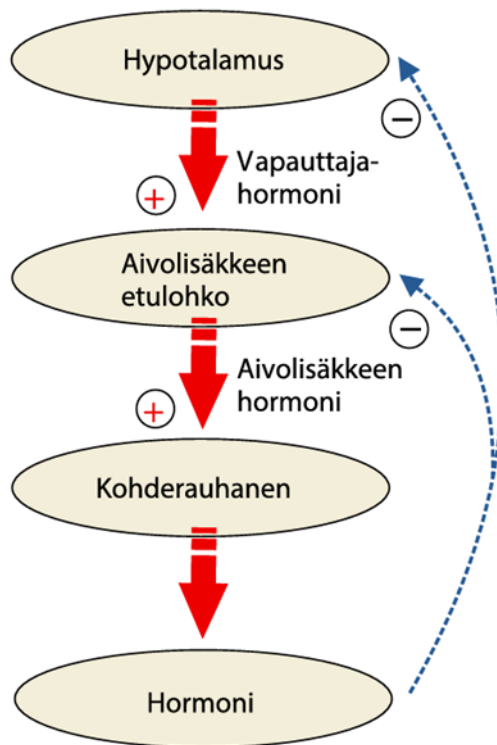 Hypotalamus
−
Vapauttaja-
hormoni
+
Aivolisäkkeen
etulohko
−
Aivolisäkkeen
hormoni
+
Kohderauhanen
Hormoni